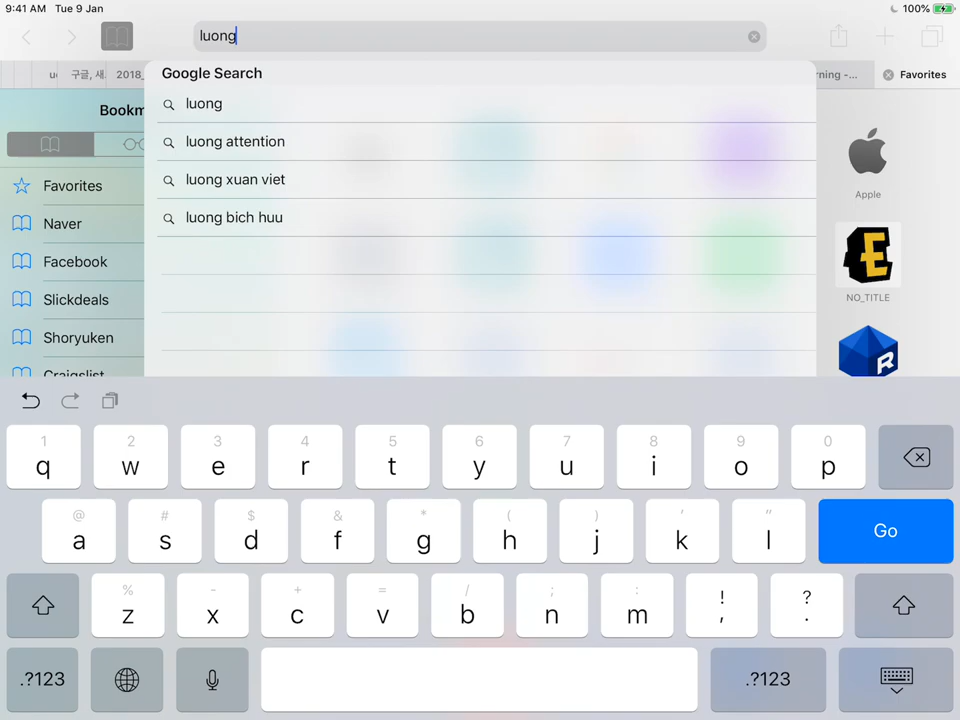 9:41 AM Tue 9 Jan 100%
luong
구글, 새. 2018_ rning -... Favorites
Google Search
luong
luong attention
luong xuan viet
luong bich huu
Bookm
Favorites
Naver
Facebook
Slickdeals
Shoryuken
Craigslist
Apple
E
NO_TITLE
R
1 2 3 4 5 6 7 8 9 0
q w e r t y u i o p
@ # $ & * ( ) ' "
a s d f g h j k l Go
% - + = / ; : ! ?
z x c v b n m , .
.?123 .?123